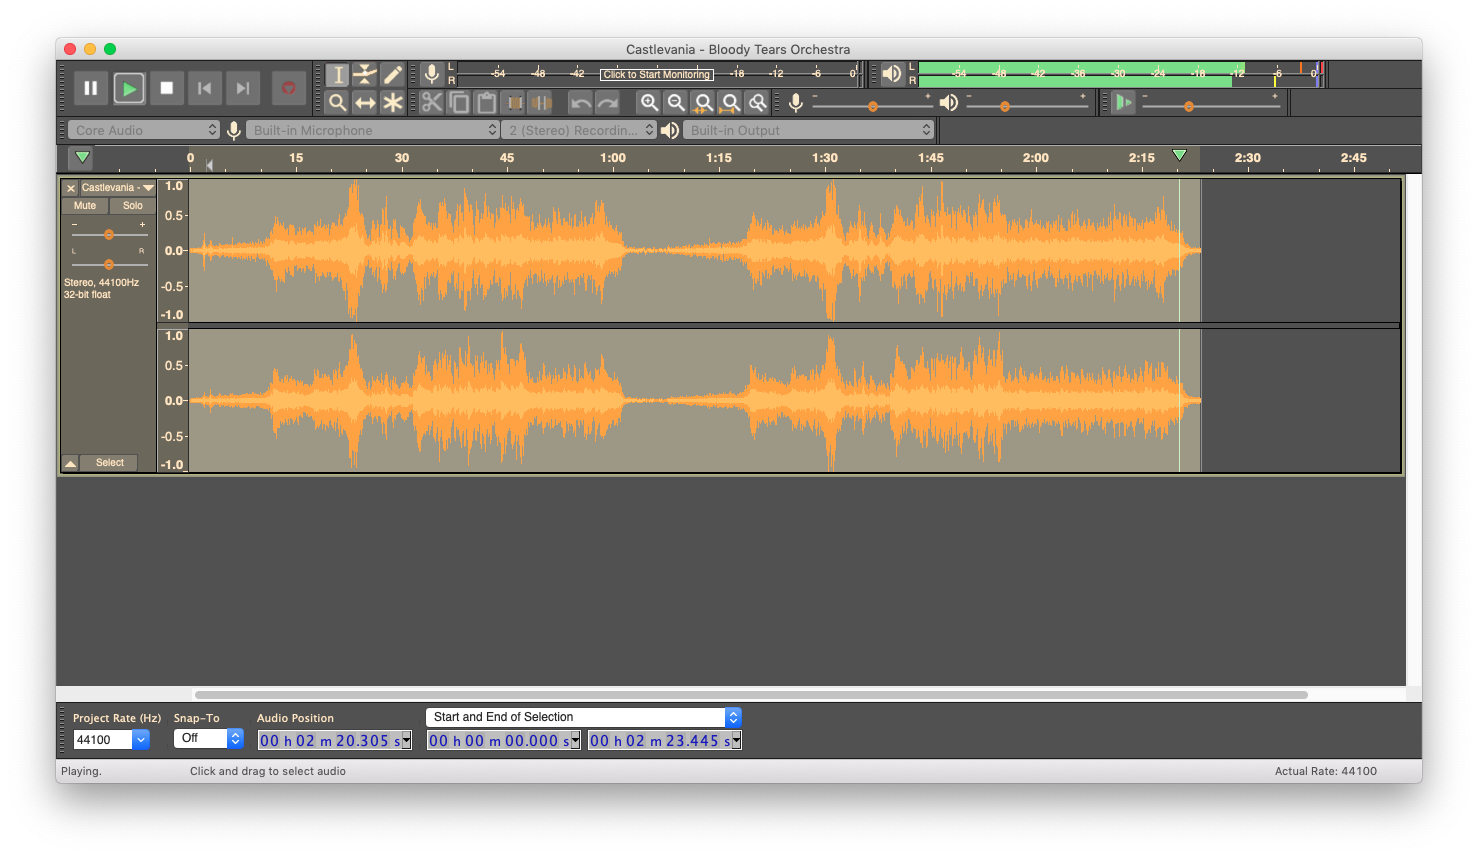 Castlevania - Bloody Tears Orchestra
L
R
-54 -48 -42 Click to Start Monitoring -18 -12 -6 0
L
R
-54 -48 -42 -36 -30 -24 -18 -12 -6 0
- +
- +
- +
Core Audio
Built-in Microphone
2 (Stereo) Recordin...
Built-in Output
0 15 30 45 1:00 1:15 1:30 1:45 2:00 2:15 2:30 2:45
Castlevania -
Mute Solo
- +
L R
Stereo, 44100Hz
32-bit float
Select
1.0
0.5
0.0
-0.5
-1.0
1.0
0.5
0.0
-0.5
-1.0
Project Rate (Hz) Snap-To Audio Position Start and End of Selection
44100 Off 00 h 02 m 20.305 s 00 h 00 m 00.000 s 00 h 02 m 23.445 s
Playing. Click and drag to select audio Actual Rate: 44100